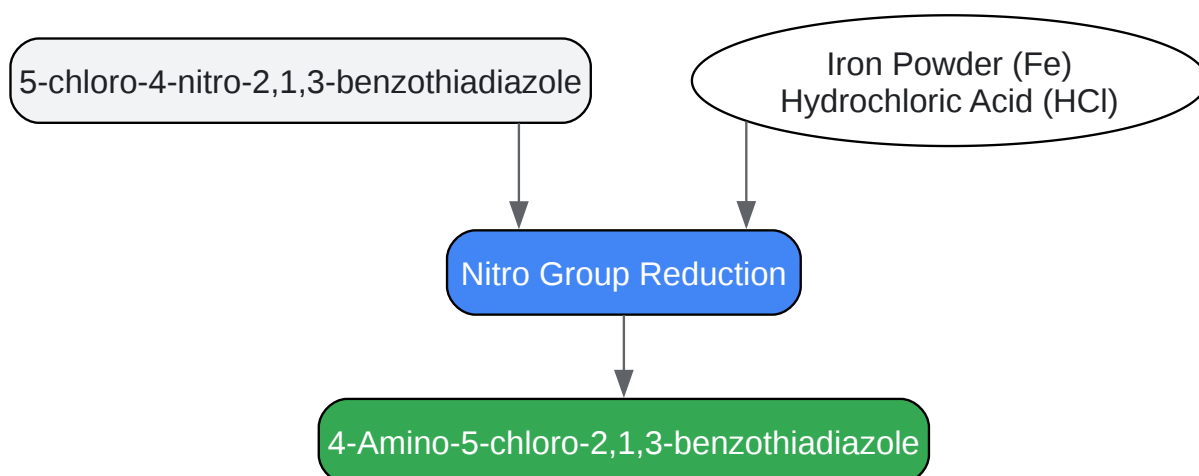 5-chloro-4-nitro-2,1,3-benzothiadiazole
Iron Powder (Fe)
Hydrochloric Acid (HCl)
Nitro Group Reduction
4-Amino-5-chloro-2,1,3-benzothiadiazole